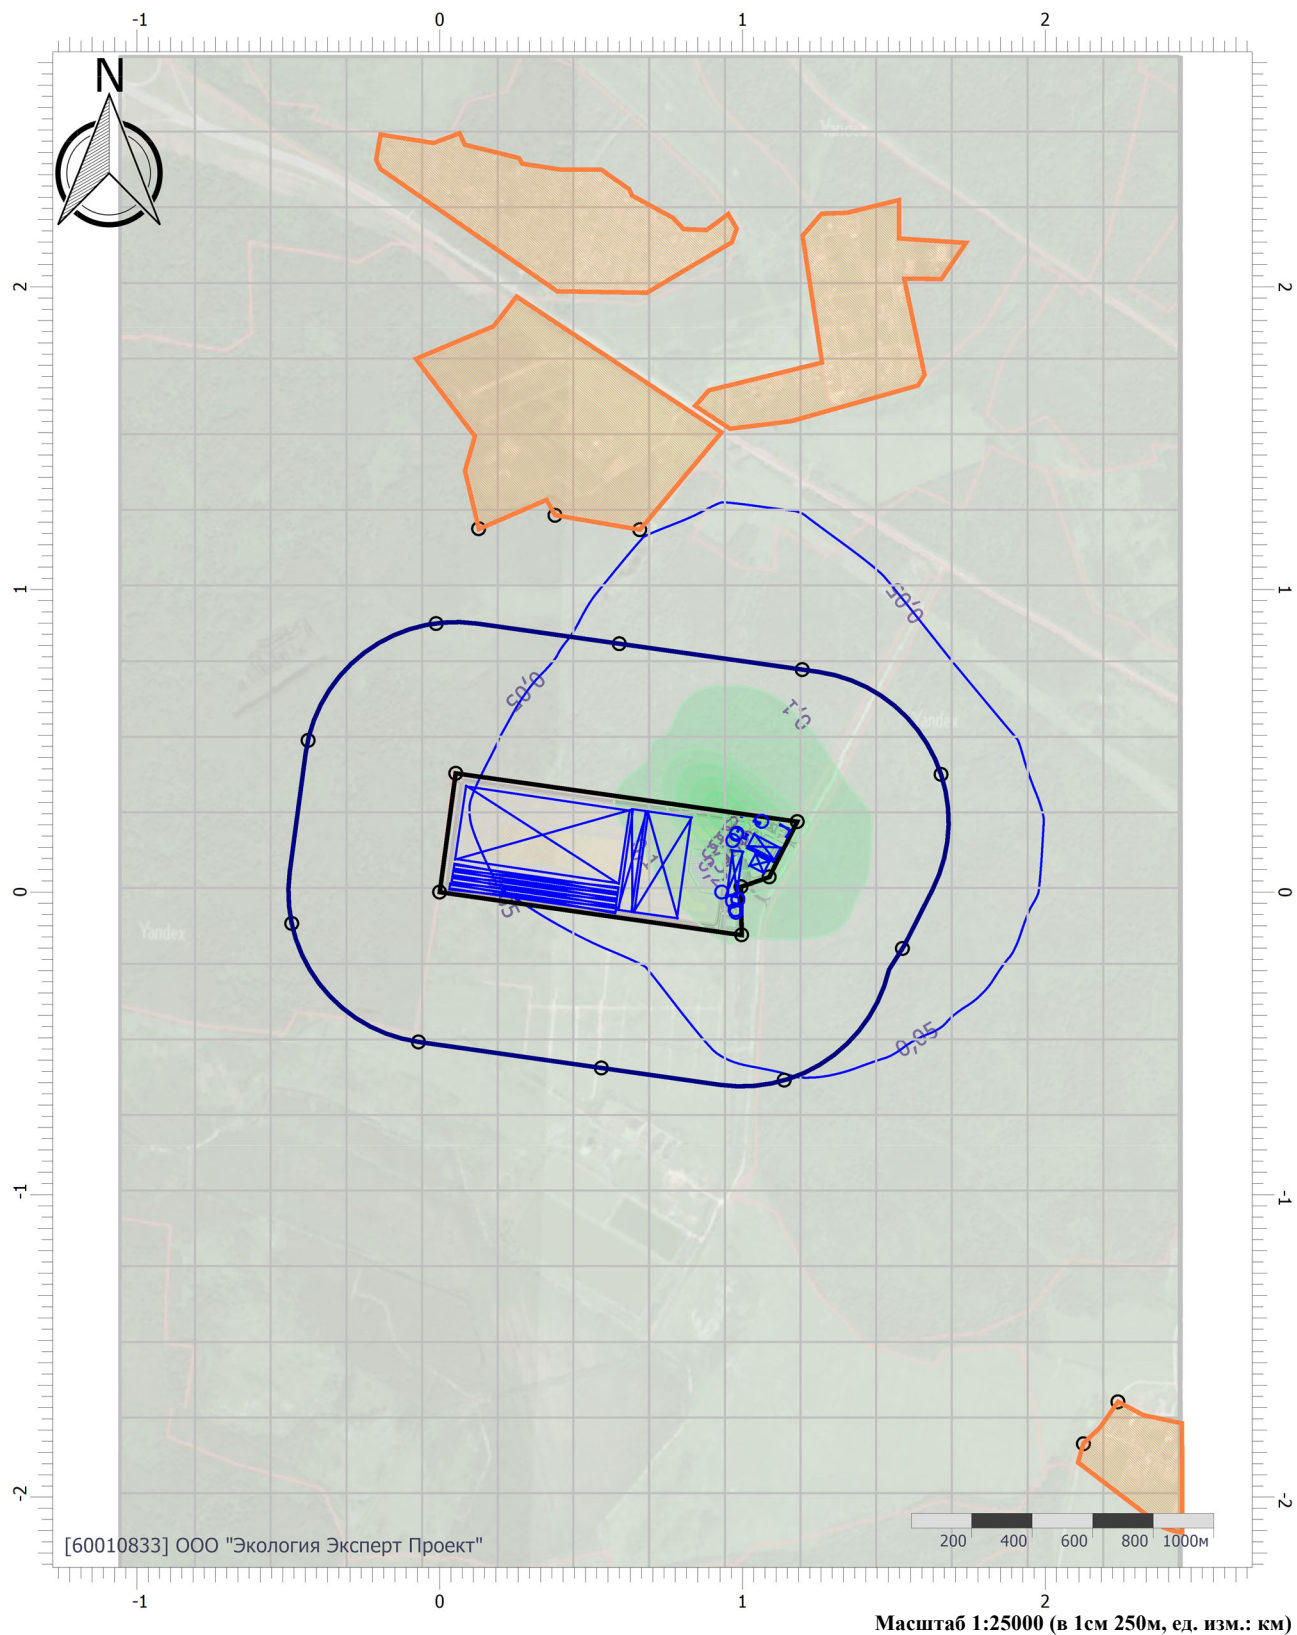 -1 0 1 2
N
Yandex
2 2
1 1
0,05
0,05
0,1
Yandex
0 0
Yandex
0,05
-1 -1
-2 -2
200 400 600 800 1000м
[60010833] ООО "Экология Эксперт Проект"
-1 0 1 2
Масштаб 1:25000 (в 1см 250м, ед. изм.: км)